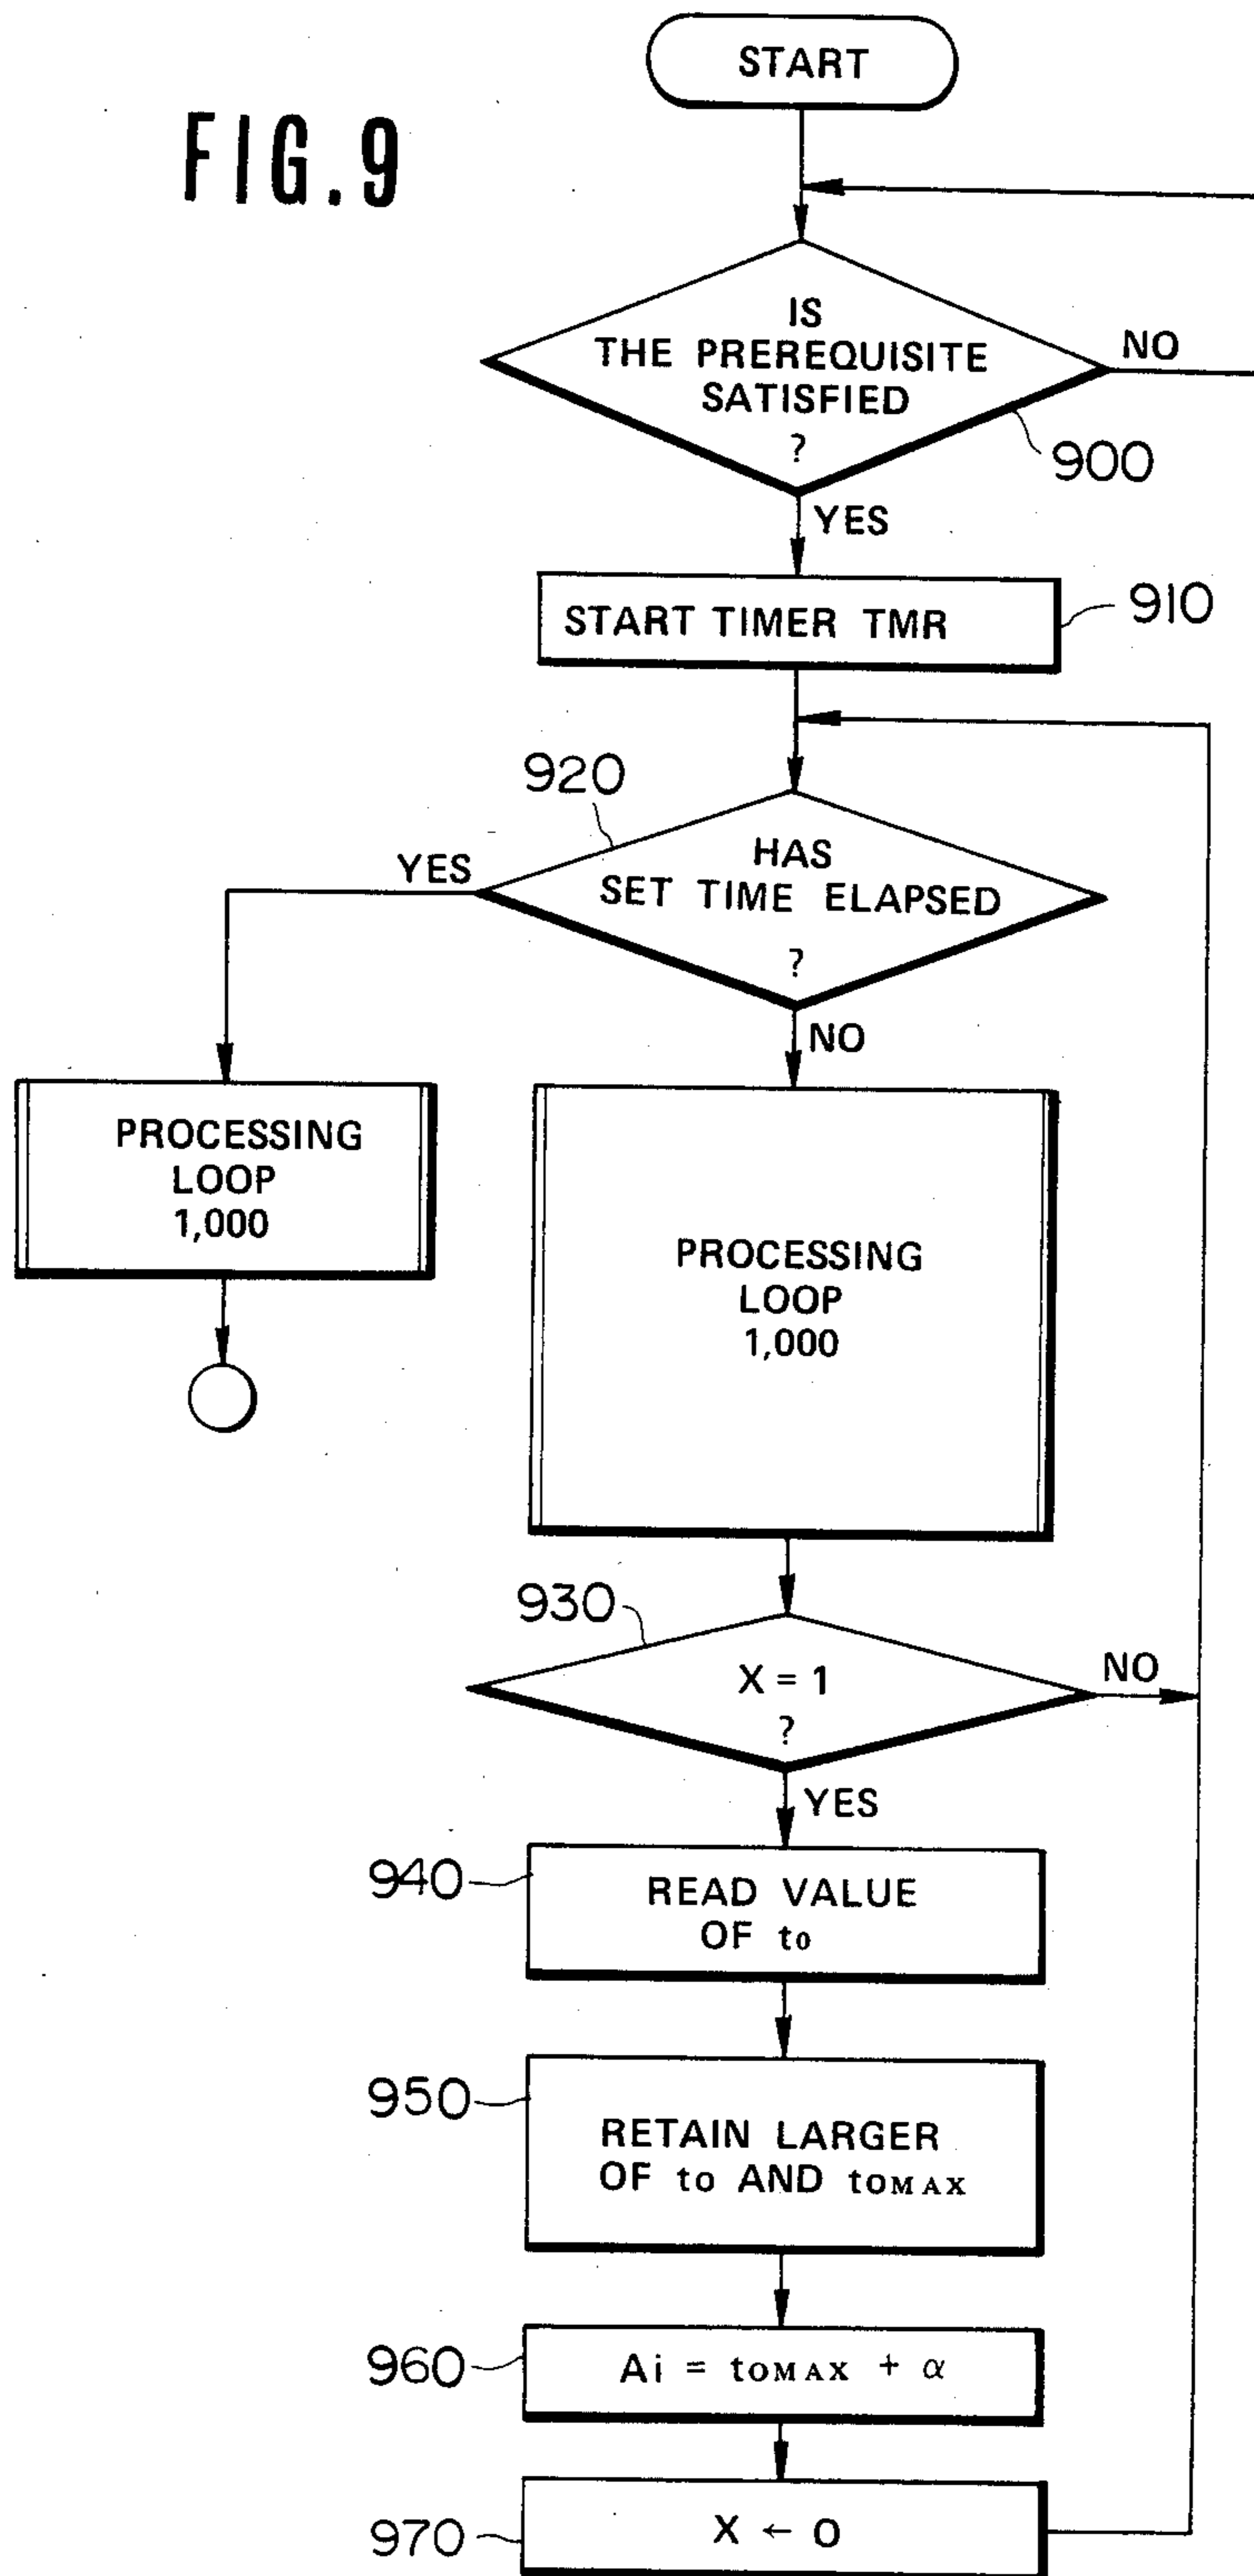 FIG. 9
START
IS
THE PREREQUISITE
SATISFIED
?
NO
900
YES
START TIMER TMR
910
920
YES
HAS
SET TIME ELAPSED
?
NO
PROCESSING
LOOP
1,000
PROCESSING
LOOP
1,000
930
X = 1
?
NO
YES
940
READ VALUE
OF t0
950
RETAIN LARGER
OF to AND toMAX
960
Ai = toMAX + α
970
X ← 0